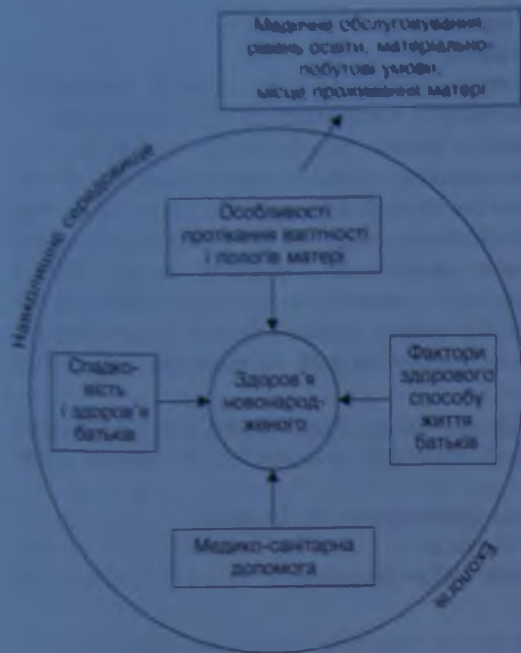 Медичне обслуговування,
рівень освіти, матеріально-
побутові умови,
місце проживання матері
Навколишнє середовище
Особливості
протікання вагітності
і пологів матері
Спадко-
вість
і здоров'я
батьків
Здоров'я
новонарод-
женого
Фактори
здорового
способу
життя
батьків
Медико-санітарна
допомога
Екологія